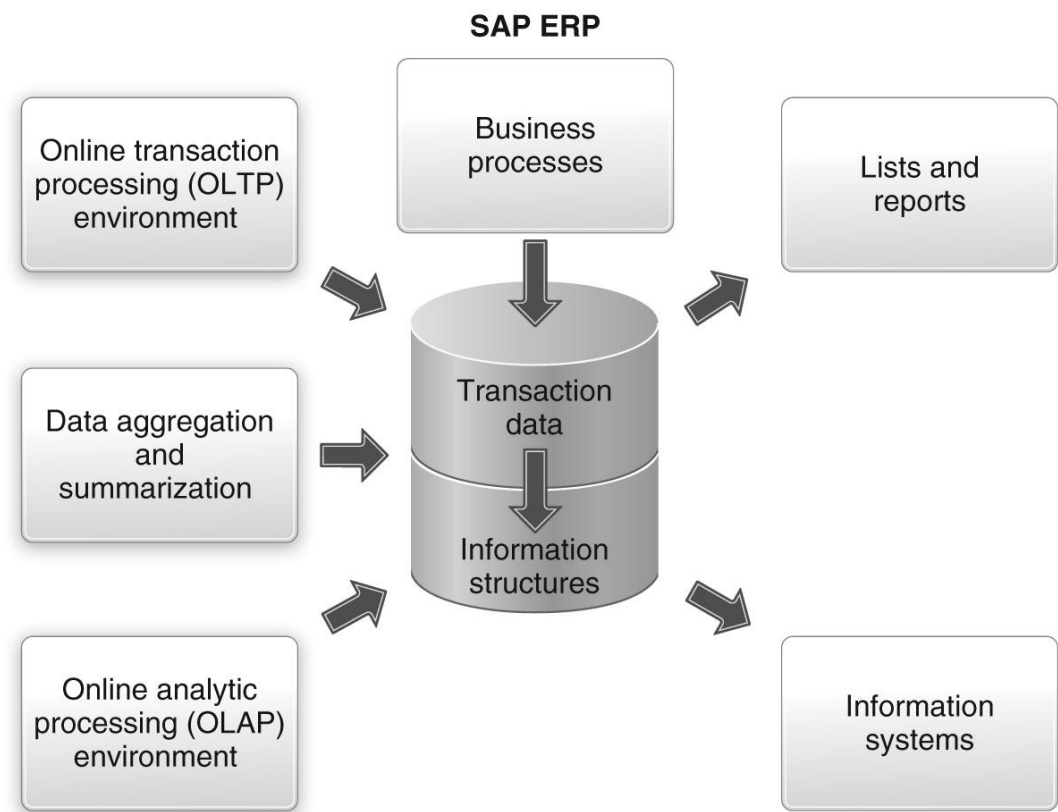 SAP ERP
Online transaction
processing (OLTP)
environment
Business
processes
Lists and
reports
Data aggregation
and
summarization
Transaction
data
Information
structures
Online analytic
processing (OLAP)
environment
Information
systems